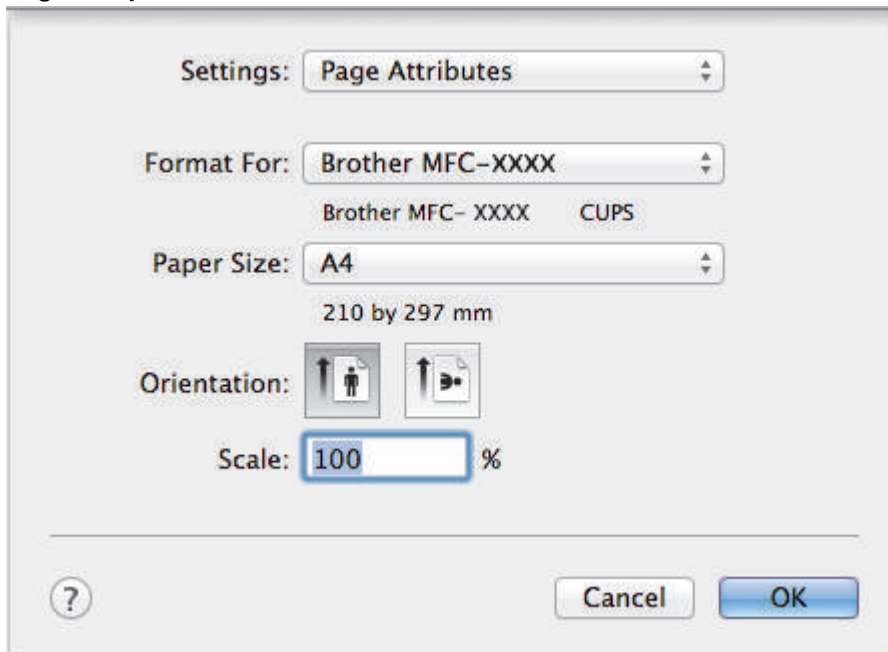 Settings: Page Attributes
Format For: Brother MFC-XXXX
Brother MFC- XXXX CUPS
Paper Size: A4
210 by 297 mm
Orientation:
Scale: 100 %
? Cancel OK